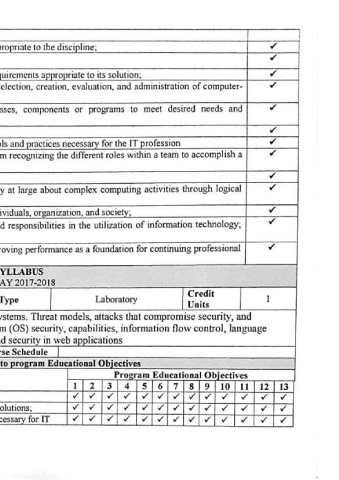 ropriate to the discipline; ✓
✓
quirements appropriate to its solution; ✓
election, creation, evaluation, and administration of computer- ✓
sses, components or programs to meet desired needs and ✓
✓
ls and practices necessary for the IT profession ✓
m recognizing the different roles within a team to accomplish a ✓
✓
y at large about complex computing activities through logical ✓
ividuals, organization, and society; ✓
d responsibilities in the utilization of information technology; ✓
roving performance as a foundation for continuing professional ✓
YLLABUS
AY 2017-2018
Type Laboratory Credit Units 1
ystems. Threat models, attacks that compromise security, and
m (OS) security, capabilities, information flow control, language
d security in web applications
rse Schedule
to program Educational Objectives
Program Educational Objectives
1 2 3 4 5 6 7 8 9 10 11 12 13
✓ ✓ ✓ ✓ ✓ ✓ ✓ ✓ ✓ ✓ ✓ ✓ ✓
olutions; ✓ ✓ ✓ ✓ ✓ ✓ ✓ ✓ ✓ ✓ ✓ ✓ ✓
cessary for IT ✓ ✓ ✓ ✓ ✓ ✓ ✓ ✓ ✓ ✓ ✓ ✓ ✓